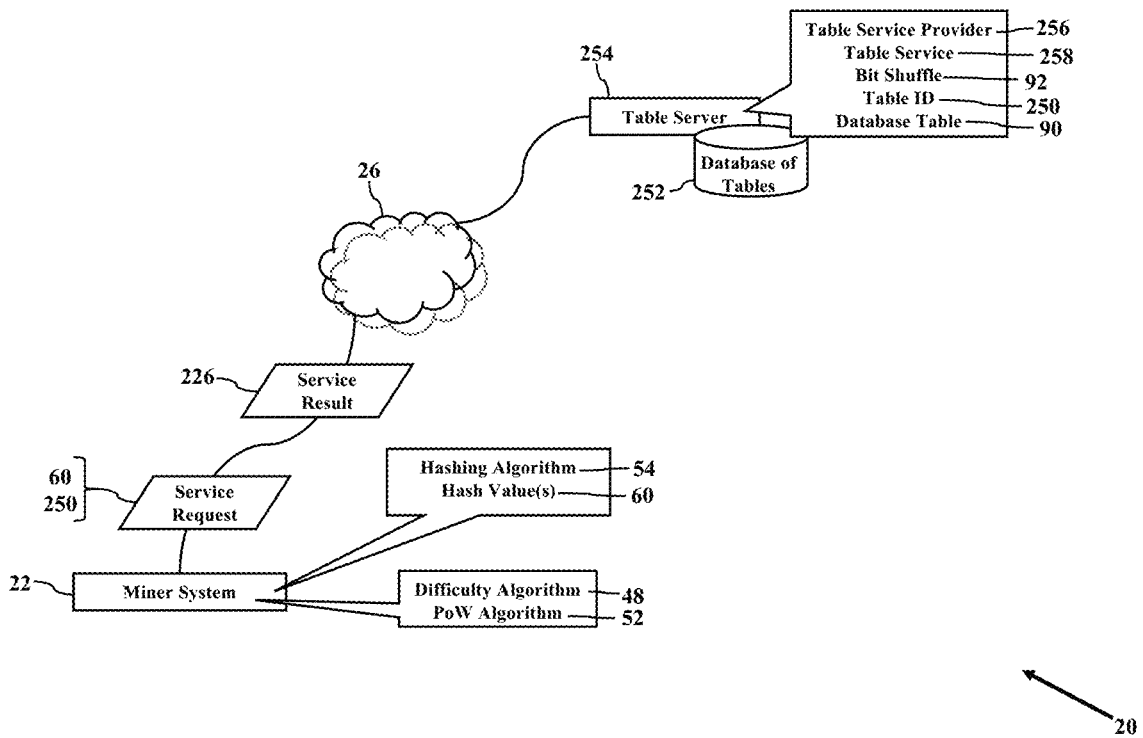 Table Service Provider 256
Table Service 258
Bit Shuffle 92
Table ID 250
Database Table 90
254
Table Server
Database of
Tables
252
26
226
Service
Result
60
250
Service
Request
Hashing Algorithm 54
Hash Value(s) 60
22
Miner System
Difficulty Algorithm 48
PoW Algorithm 52
20